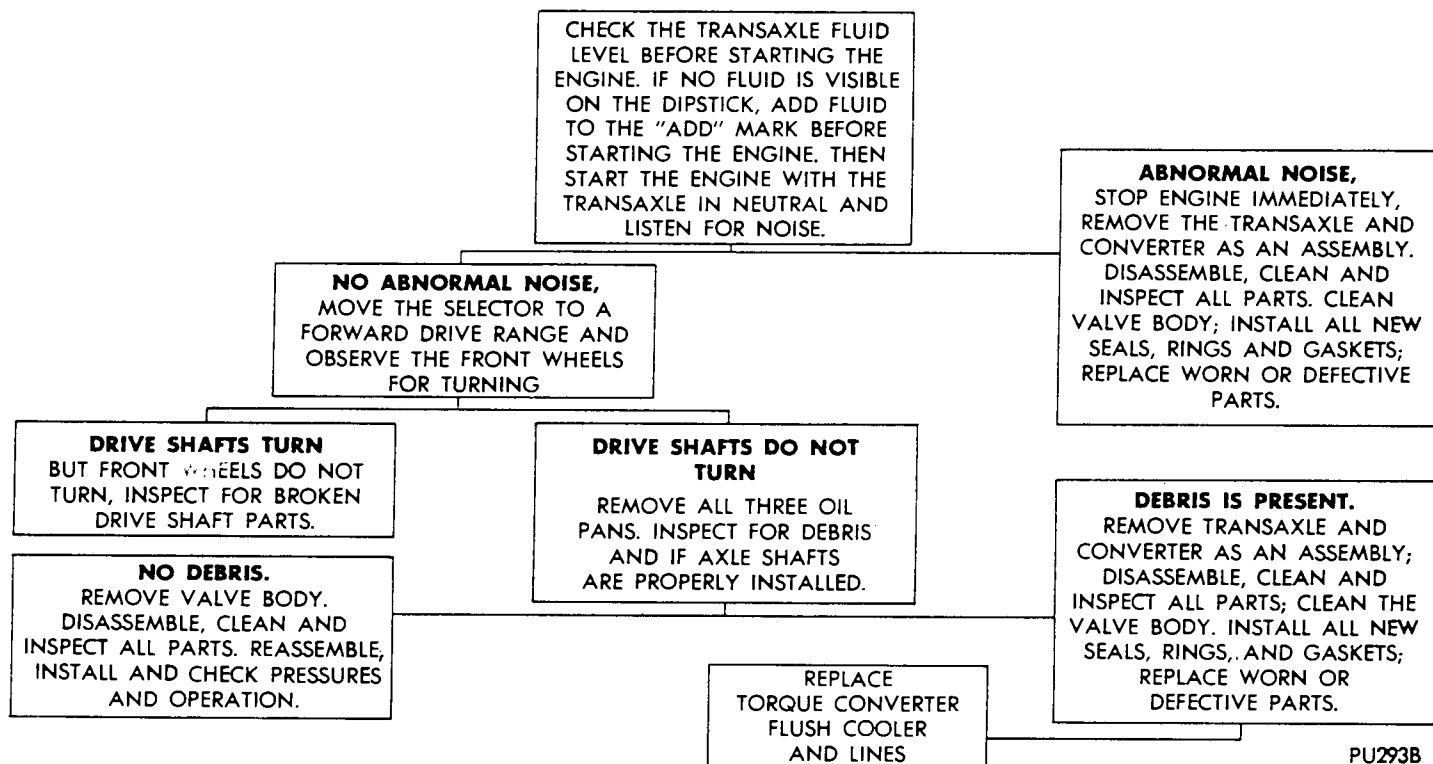 CHECK THE TRANSAXLE FLUID
LEVEL BEFORE STARTING THE
ENGINE. IF NO FLUID IS VISIBLE
ON THE DIPSTICK, ADD FLUID
TO THE "ADD" MARK BEFORE
STARTING THE ENGINE. THEN
START THE ENGINE WITH THE
TRANSAXLE IN NEUTRAL AND
LISTEN FOR NOISE.
ABNORMAL NOISE,
STOP ENGINE IMMEDIATELY,
REMOVE THE TRANSAXLE AND
CONVERTER AS AN ASSEMBLY.
DISASSEMBLE, CLEAN AND
INSPECT ALL PARTS. CLEAN
VALVE BODY; INSTALL ALL NEW
SEALS, RINGS AND GASKETS;
REPLACE WORN OR DEFECTIVE
PARTS.
NO ABNORMAL NOISE,
MOVE THE SELECTOR TO A
FORWARD DRIVE RANGE AND
OBSERVE THE FRONT WHEELS
FOR TURNING
DRIVE SHAFTS TURN
BUT FRONT WHEELS DO NOT
TURN, INSPECT FOR BROKEN
DRIVE SHAFT PARTS.
DRIVE SHAFTS DO NOT
TURN
REMOVE ALL THREE OIL
PANS. INSPECT FOR DEBRIS
AND IF AXLE SHAFTS
ARE PROPERLY INSTALLED.
NO DEBRIS.
REMOVE VALVE BODY.
DISASSEMBLE, CLEAN AND
INSPECT ALL PARTS. REASSEMBLE,
INSTALL AND CHECK PRESSURES
AND OPERATION.
DEBRIS IS PRESENT.
REMOVE TRANSAXLE AND
CONVERTER AS AN ASSEMBLY;
DISASSEMBLE, CLEAN AND
INSPECT ALL PARTS; CLEAN THE
VALVE BODY. INSTALL ALL NEW
SEALS, RINGS, AND GASKETS;
REPLACE WORN OR
DEFECTIVE PARTS.
REPLACE
TORQUE CONVERTER
FLUSH COOLER
AND LINES
PU293B